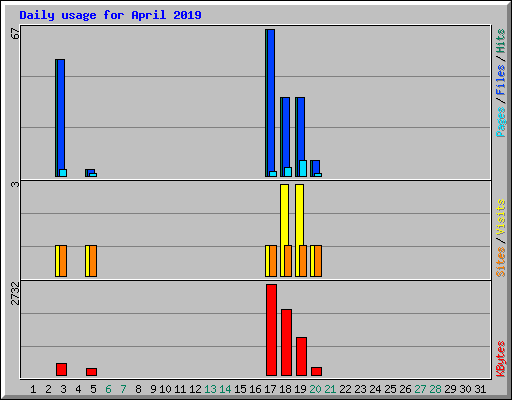 Daily usage for April 2019
67
Pages / Files / Hits
3
Sites / Visits
2732
KBytes
1 2 3 4 5 6 7 8 9 10 11 12 13 14 15 16 17 18 19 20 21 22 23 24 25 26 27 28 29 30 31